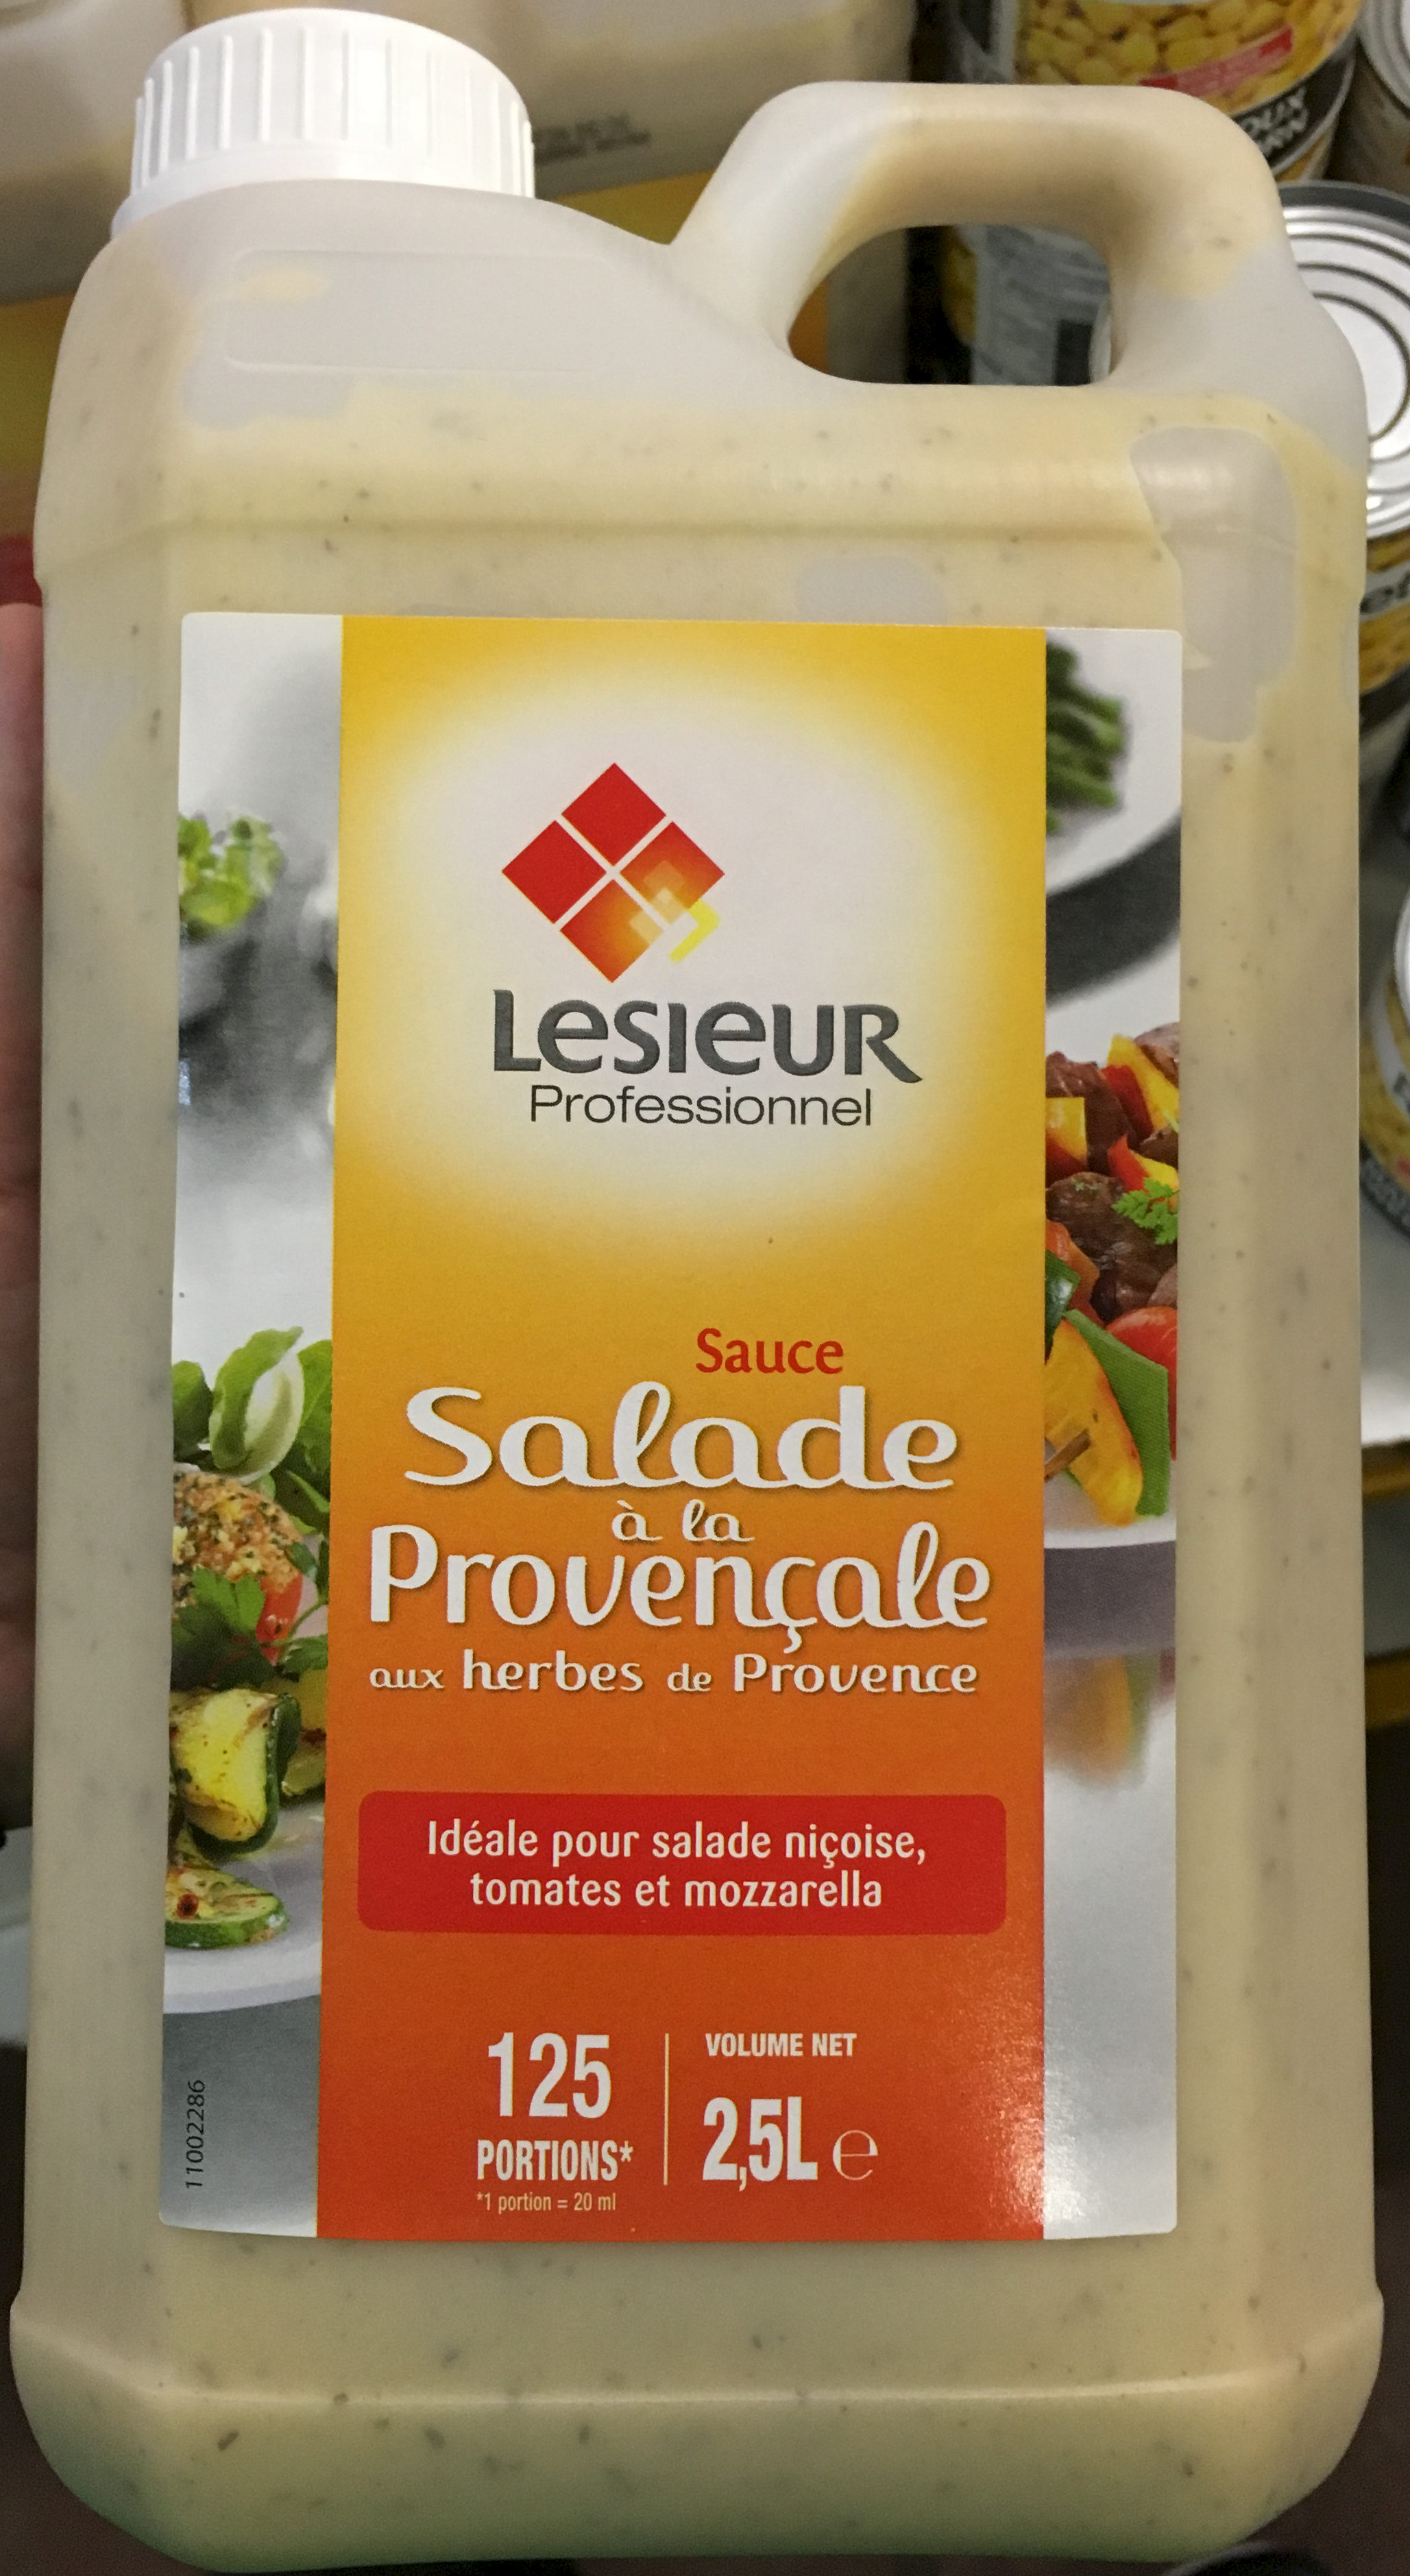 LESIEUR
Professionnel
Sauce
Salade
à la
Provençale
aux herbes de Provence
Idéale pour salade niçoise,
tomates et mozzarella
125
PORTIONS*
*1 portion = 20 ml
VOLUME NET
2,5L ℮
11002286